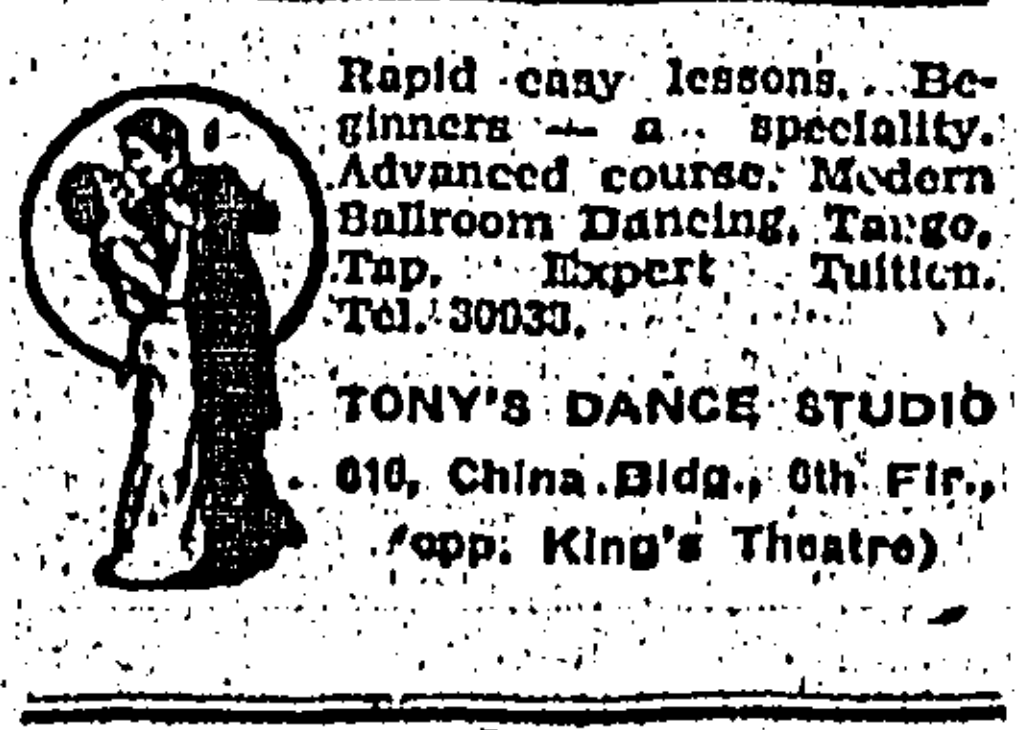 Rapid easy lessons. Be-
ginners — a speciality.
Advanced course. Modern
Ballroom Dancing, Tango,
Tap. Expert Tuition.
Tel. 30033.
TONY'S DANCE STUDIO
China Bldg., 6th Flr.,
(opp. King's Theatre)